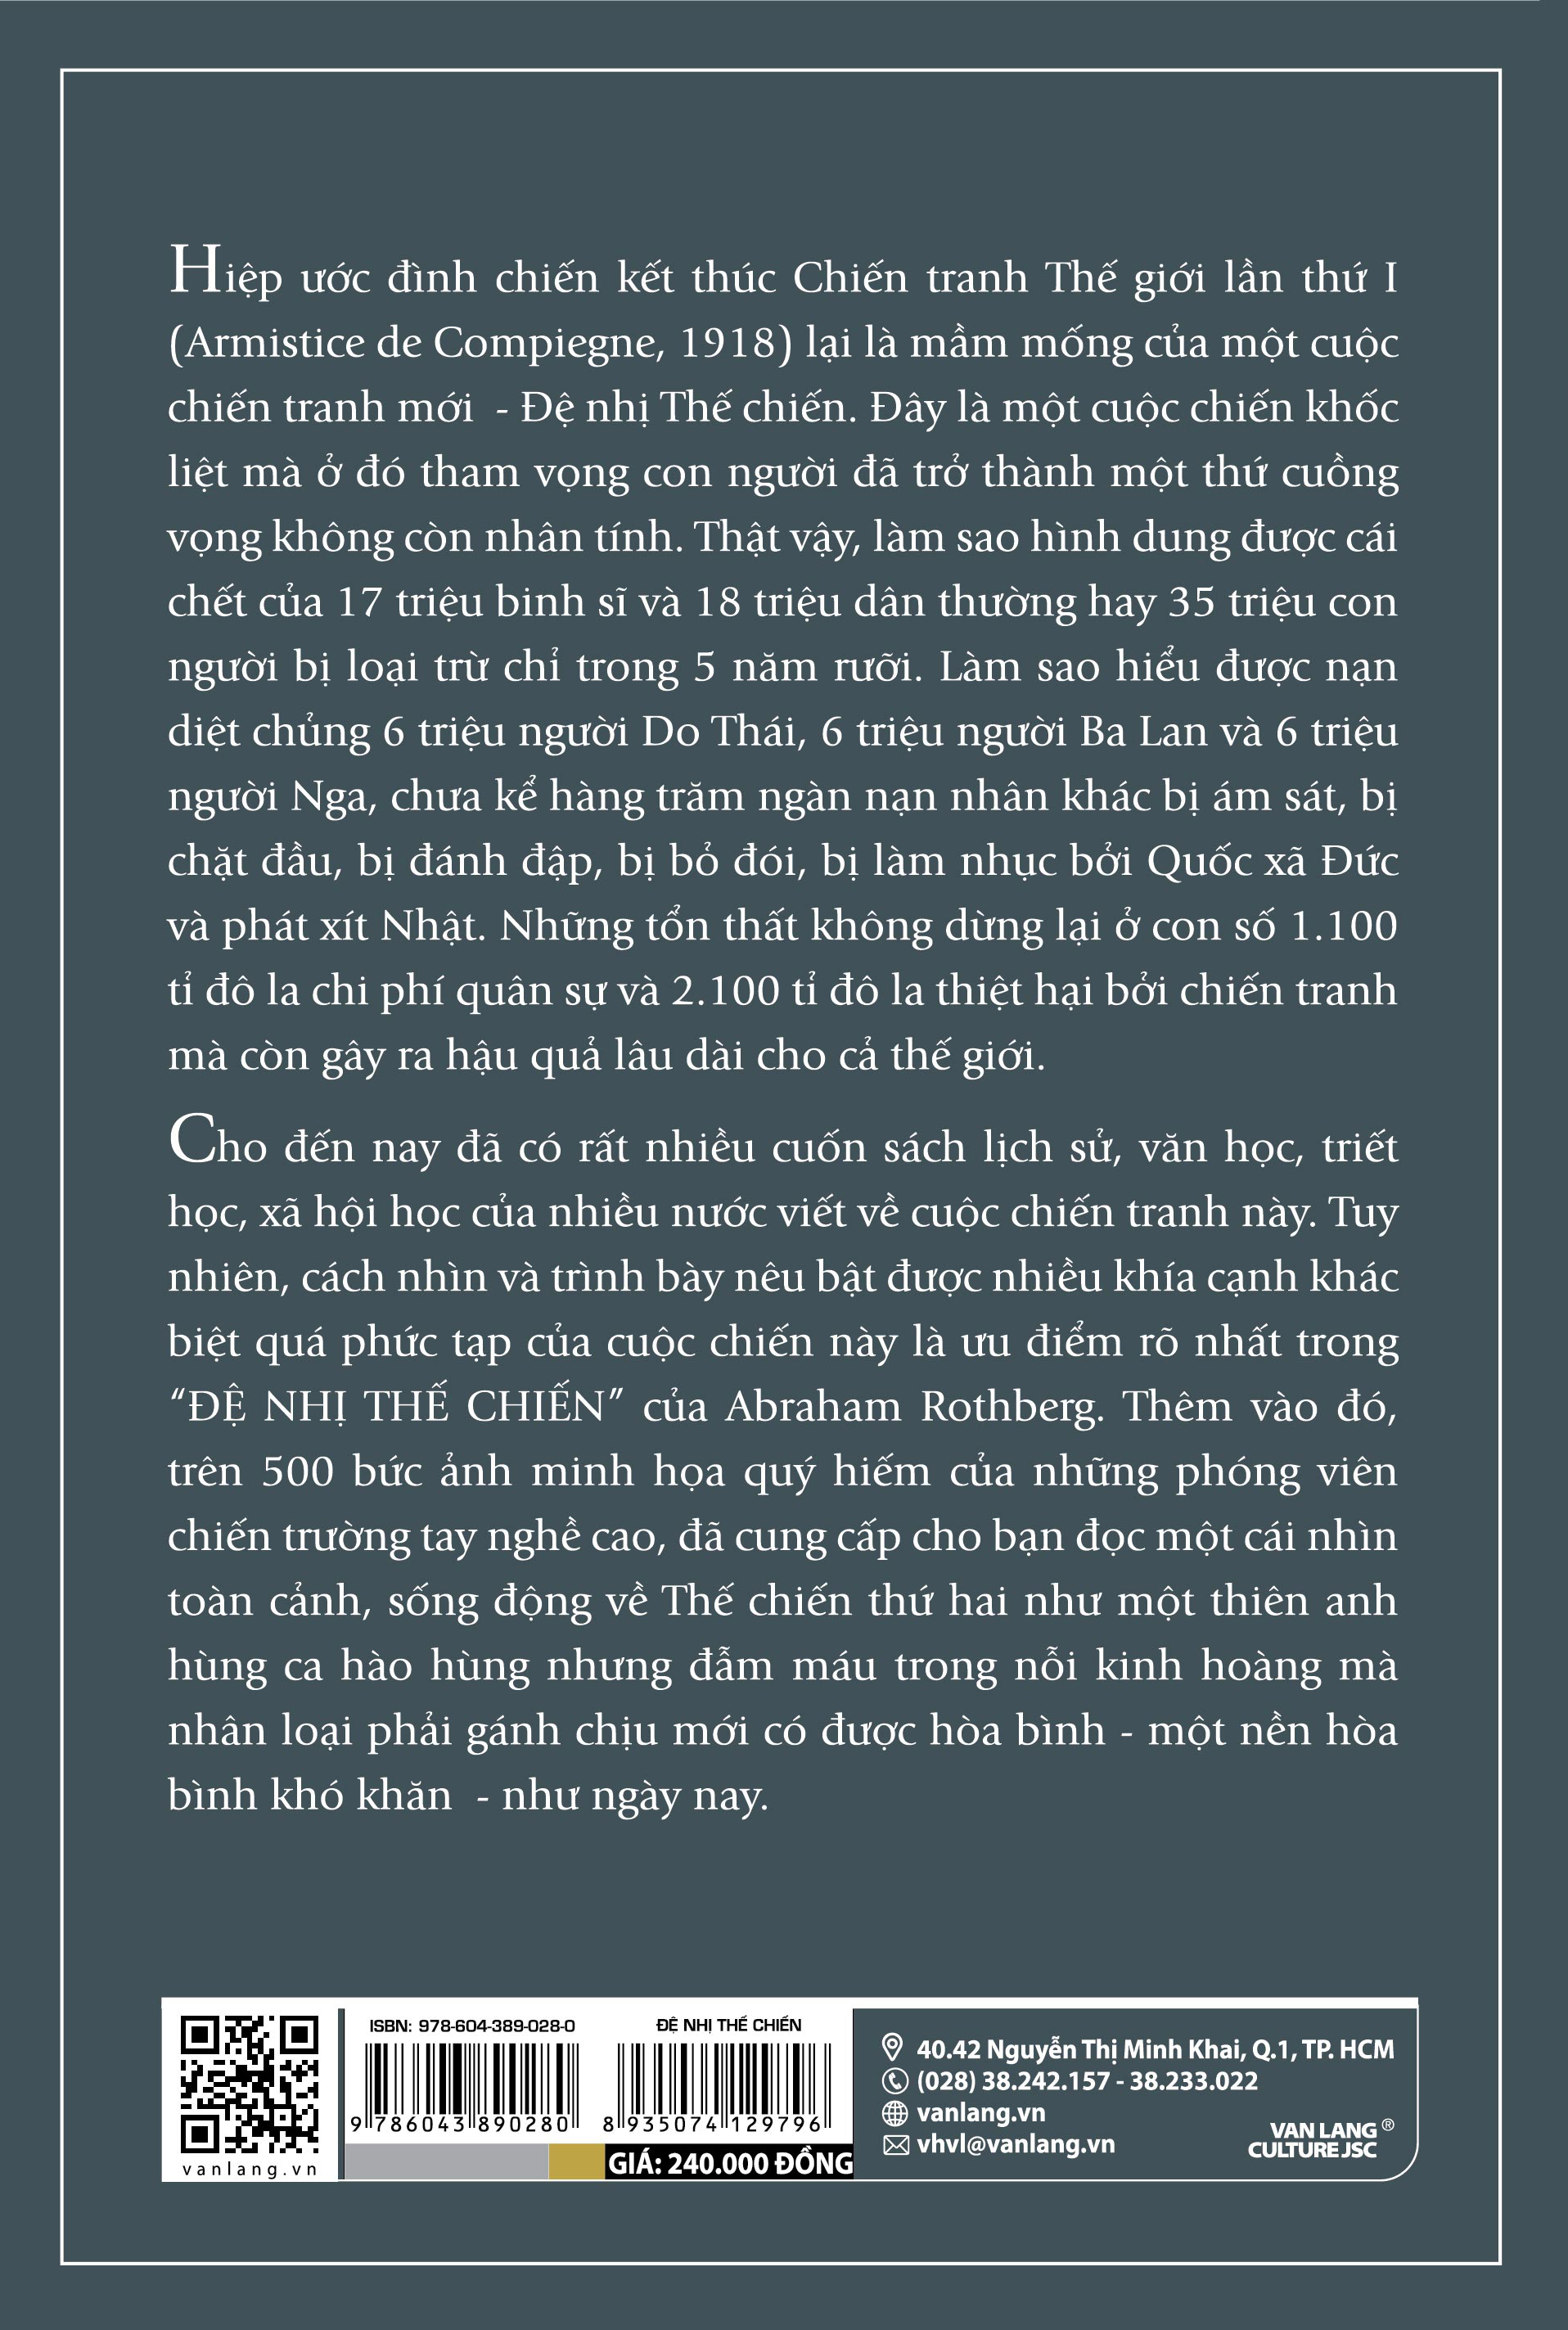 Hiệp ước đình chiến kết thúc Chiến tranh Thế giới lần thứ I
(Armistice de Compiegne, 1918) lại là mầm mống của một cuộc
chiến tranh mới - Đệ nhị Thế chiến. Đây là một cuộc chiến khốc
liệt mà ở đó tham vọng con người đã trở thành một thứ cuồng
vọng không còn nhân tính. Thật vậy, làm sao hình dung được cái
chết của 17 triệu binh sĩ và 18 triệu dân thường hay 35 triệu con
người bị loại trừ chỉ trong 5 năm rưỡi. Làm sao hiểu được nạn
diệt chủng 6 triệu người Do Thái, 6 triệu người Ba Lan và 6 triệu
người Nga, chưa kể hàng trăm ngàn nạn nhân khác bị ám sát, bị
chặt đầu, bị đánh đập, bị bỏ đói, bị làm nhục bởi Quốc xã Đức
và phát xít Nhật. Những tổn thất không dừng lại ở con số 1.100
tỉ đô la chi phí quân sự và 2.100 tỉ đô la thiệt hại bởi chiến tranh
mà còn gây ra hậu quả lâu dài cho cả thế giới.
Cho đến nay đã có rất nhiều cuốn sách lịch sử, văn học, triết
học, xã hội học của nhiều nước viết về cuộc chiến tranh này. Tuy
nhiên, cách nhìn và trình bày nêu bật được nhiều khía cạnh khác
biệt quá phức tạp của cuộc chiến này là ưu điểm rõ nhất trong
“ĐỆ NHỊ THẾ CHIẾN” của Abraham Rothberg. Thêm vào đó,
trên 500 bức ảnh minh họa quý hiếm của những phóng viên
chiến trường tay nghề cao, đã cung cấp cho bạn đọc một cái nhìn
toàn cảnh, sống động về Thế chiến thứ hai như một thiên anh
hùng ca hào hùng nhưng đẫm máu trong nỗi kinh hoàng mà
nhân loại phải gánh chịu mới có được hòa bình - một nền hòa
bình khó khăn - như ngày nay.
vanlang.vn
ISBN: 978-604-389-028-0
9 786043 890280
ĐỆ NHỊ THẾ CHIẾN
8 935074 129796
GIÁ: 240.000 ĐỒNG
40.42 Nguyễn Thị Minh Khai, Q.1, TP. HCM
(028) 38.242.157 - 38.233.022
vanlang.vn
vhvl@vanlang.vn
VAN LANG ®
CULTURE JSC